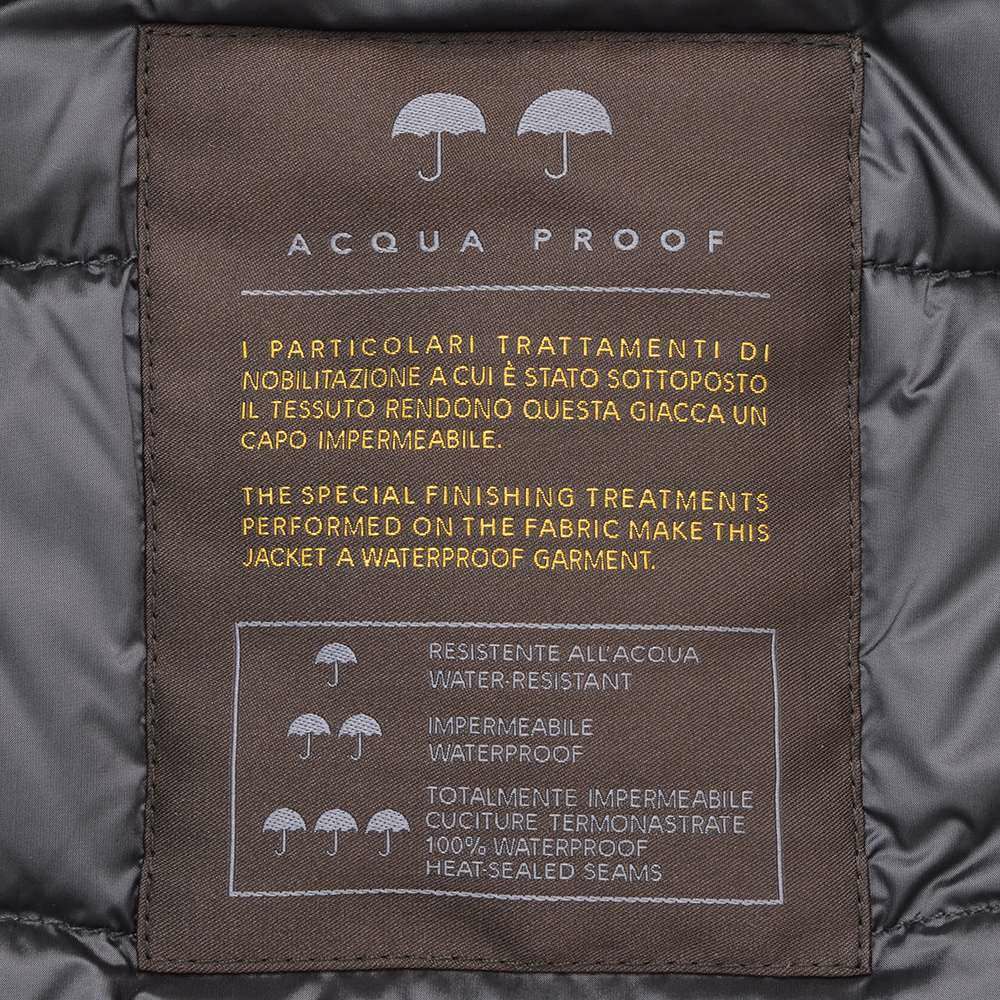 ACQUA PROOF
I PARTICOLARI TRATTAMENTI DI
NOBILITAZIONE A CUI È STATO SOTTOPOSTO
IL TESSUTO RENDONO QUESTA GIACCA UN
CAPO IMPERMEABILE.
THE SPECIAL FINISHING TREATMENTS
PERFORMED ON THE FABRIC MAKE THIS
JACKET A WATERPROOF GARMENT.
RESISTENTE ALL'ACQUA
WATER-RESISTANT
IMPERMEABILE
WATERPROOF
TOTALMENTE IMPERMEABILE
CUCITURE TERMONASTRATE
100% WATERPROOF
HEAT-SEALED SEAMS